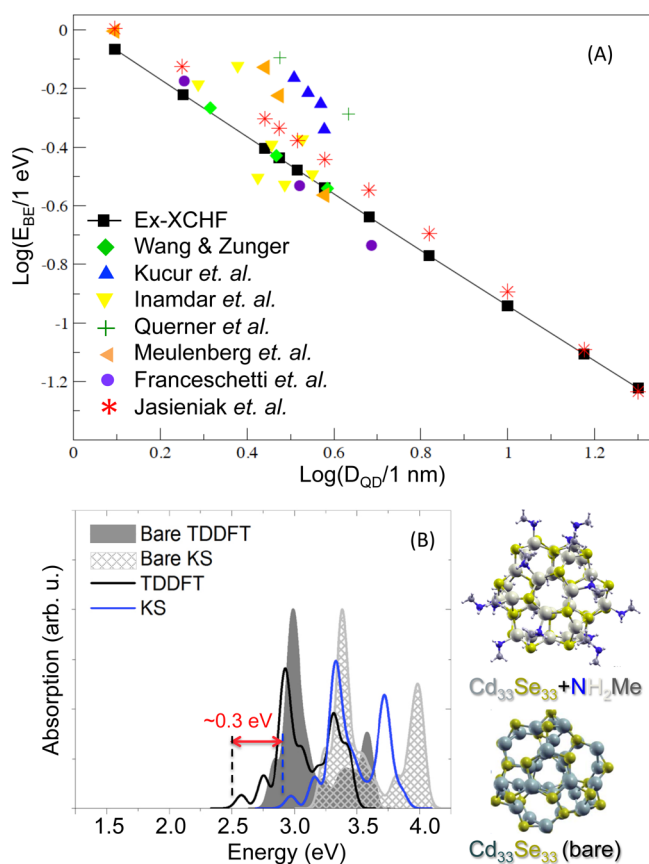 (A)
Log(E_BE/1 eV)
0
-0.2
-0.4
-0.6
-0.8
-1
-1.2
Ex-XCHF
Wang & Zunger
Kucur et. al.
Inamdar et. al.
Querner et. al.
Meulenberg et. al.
Franceschetti et. al.
Jasieniak et. al.
0 0.2 0.4 0.6 0.8 1 1.2
Log(D_QD/1 nm)
(B)
Absorption (arb. u.)
Bare TDDFT
Bare KS
TDDFT
KS
~0.3 eV
1.5 2.0 2.5 3.0 3.5 4.0
Energy (eV)
Cd33Se33+NH2Me
Cd33Se33 (bare)